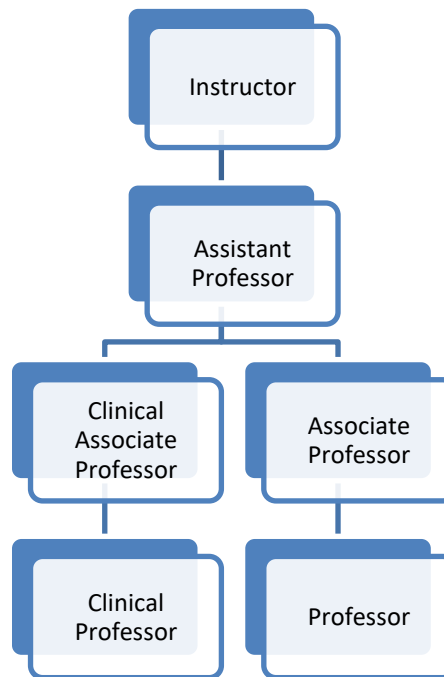 Instructor
Assistant
Professor
Clinical
Associate
Professor
Associate
Professor
Clinical
Professor
Professor